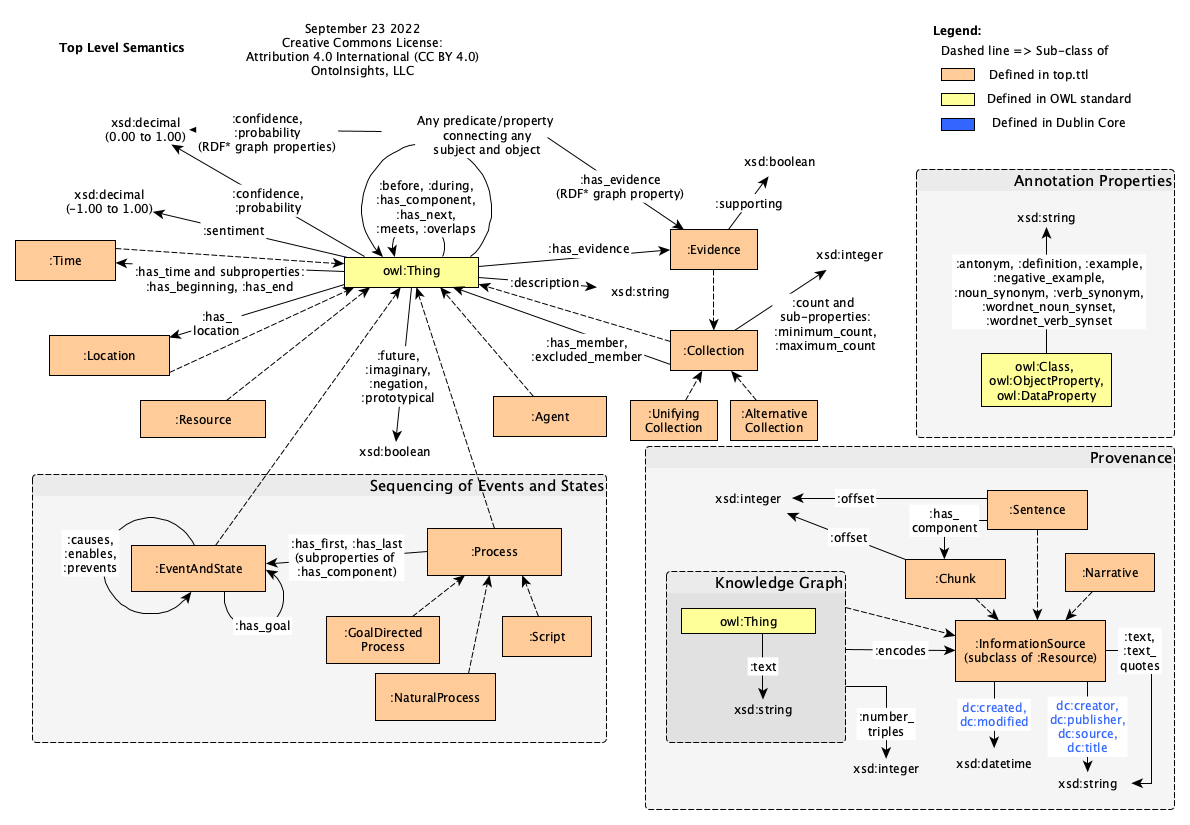 September 23 2022
Creative Commons License:
Attribution 4.0 International (CC BY 4.0)
OntoInsights, LLC
Top Level Semantics
Legend:
Dashed line => Sub-class of
Defined in top.ttl
Defined in OWL standard
Defined in Dublin Core
xsd:decimal
(0.00 to 1.00)
:confidence,
:probability
(RDF* graph properties)
Any predicate/property
connecting any
subject and object
xsd:decimal
(-1.00 to 1.00)
:confidence,
:probability
:sentiment
:before, :during,
:has_component,
:has_next,
:meets, :overlaps
:has_evidence
(RDF* graph property)
xsd:boolean
:supporting
:Time
:has_time and subproperties:
:has_beginning, :has_end
owl:Thing
:has_evidence
:Evidence
:description
xsd:string
xsd:integer
:count and
sub-properties:
:minimum_count,
:maximum_count
:has_
location
:Location
:has_member,
:excluded_member
:Collection
:future,
:imaginary,
:negation,
:prototypical
:Resource
:Agent
:Unifying
Collection
:Alternative
Collection
xsd:boolean
Annotation Properties
xsd:string
:antonym, :definition, :example,
:negative_example,
:noun_synonym, :verb_synonym,
:wordnet_noun_synset,
:wordnet_verb_synset
owl:Class,
owl:ObjectProperty,
owl:DataProperty
Sequencing of Events and States
:causes,
:enables,
:prevents
:EventAndState
:has_first, :has_last
(subproperties of
:has_component)
:Process
:has_goal
:GoalDirected
Process
:Script
:NaturalProcess
Provenance
xsd:integer
:offset
:Sentence
:has_
component
:offset
:Chunk
:Narrative
Knowledge Graph
owl:Thing
:text
xsd:string
:encodes
:InformationSource
(subclass of :Resource)
:text,
:text_
quotes
:number_
triples
xsd:integer
dc:created,
dc:modified
xsd:datetime
dc:creator,
dc:publisher,
dc:source,
dc:title
xsd:string